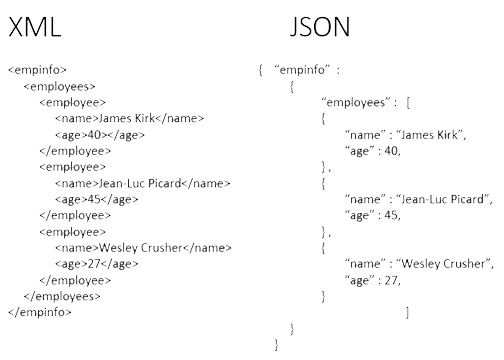 XML
<empinfo>
<employees>
<employee>
<name>James Kirk</name>
<age>40></age>
</employee>
<employee>
<name>Jean-Luc Picard</name>
<age>45</age>
</employee>
<employee>
<name>Wesley Crusher</name>
<age>27</age>
</employee>
</employees>
</empinfo>
JSON
{ “empinfo” :
{
“employees” : [
{
“name” : “James Kirk”,
“age” : 40,
} ,
{
“name” : “Jean-Luc Picard”,
“age” : 45,
} ,
{
“name” : “Wesley Crusher”,
“age” : 27,
}
]
}
}